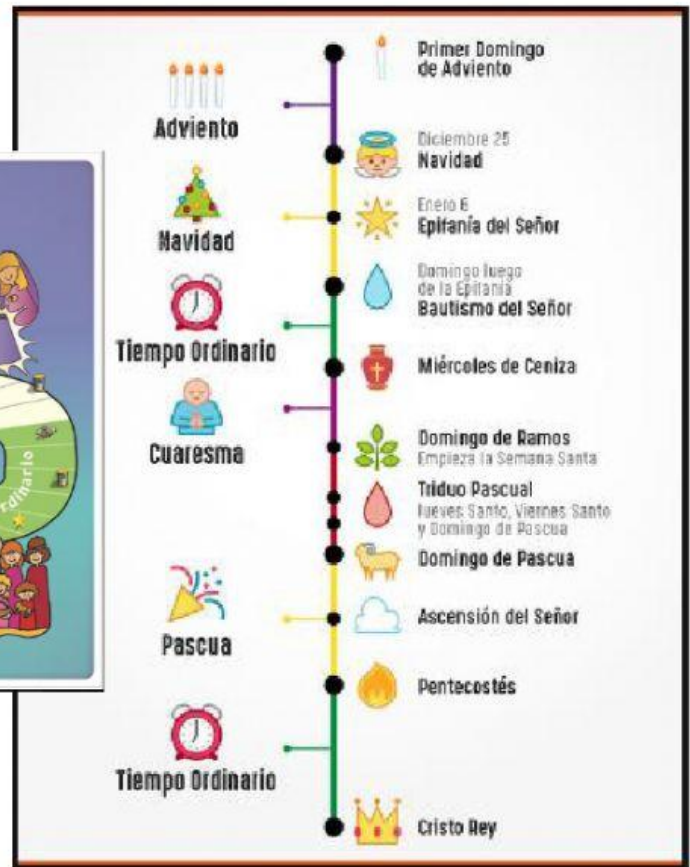 Primer Domingo
de Adviento
Adviento
Diciembre 25
Navidad
Enero 6
Epifanía del Señor
Navidad
Domingo luego
de la Epifanía
Bautismo del Señor
Tiempo Ordinario
Miércoles de Ceniza
Cuaresma
Domingo de Ramos
Empieza la Semana Santa
Triduo Pascual
Jueves Santo, Viernes Santo
y Domingo de Pascua
Domingo de Pascua
Ascensión del Señor
Pascua
Pentecostés
Tiempo Ordinario
Cristo Rey